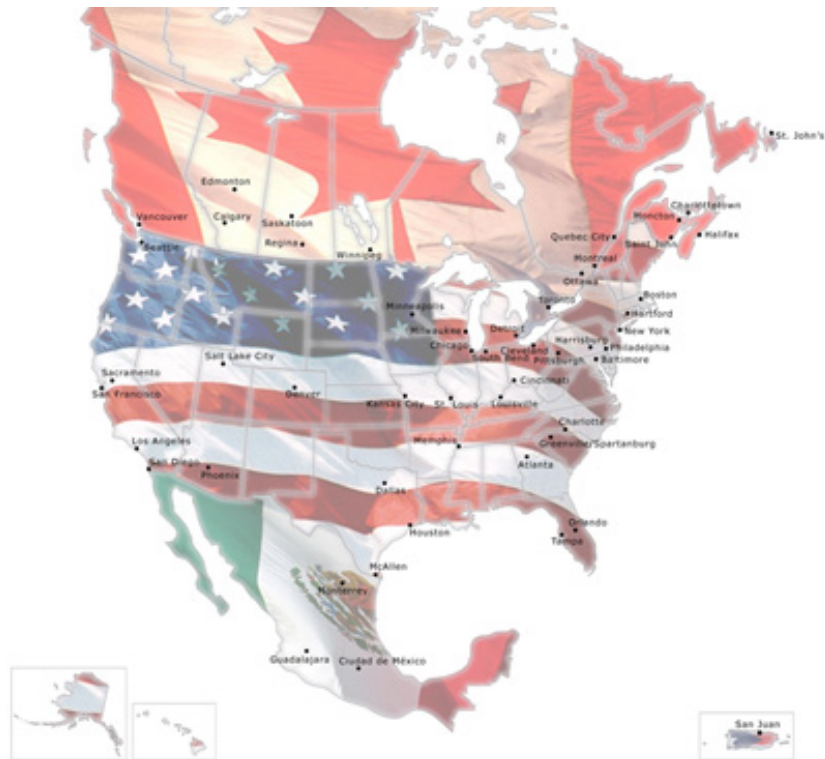 St. John's
Edmonton
Charlottetown
Vancouver
Calgary
Saskatoon
Moncton
Seattle
Regina
Winnipeg
Quebec City
Saint John
Halifax
Montreal
Ottawa
Minneapolis
Toronto
Boston
Hartford
Milwaukne
Detroit
Harrisburg
New York
Chicago
Cleveland
Philadelphia
South Bend
Pittsburgh
Baltimore
Salt Lake City
Sacramento
Cincinnati
San Francisco
Denver
Kansas City
St. Louis
Louisville
Charlotte
Los Angeles
Memphis
Greenville/Spartanburg
San Diego
Phoenix
Atlanta
Dallas
Houston
Orlando
Tampa
McAllen
Monterrey
Guadalajara
Ciudad de México
San Juan